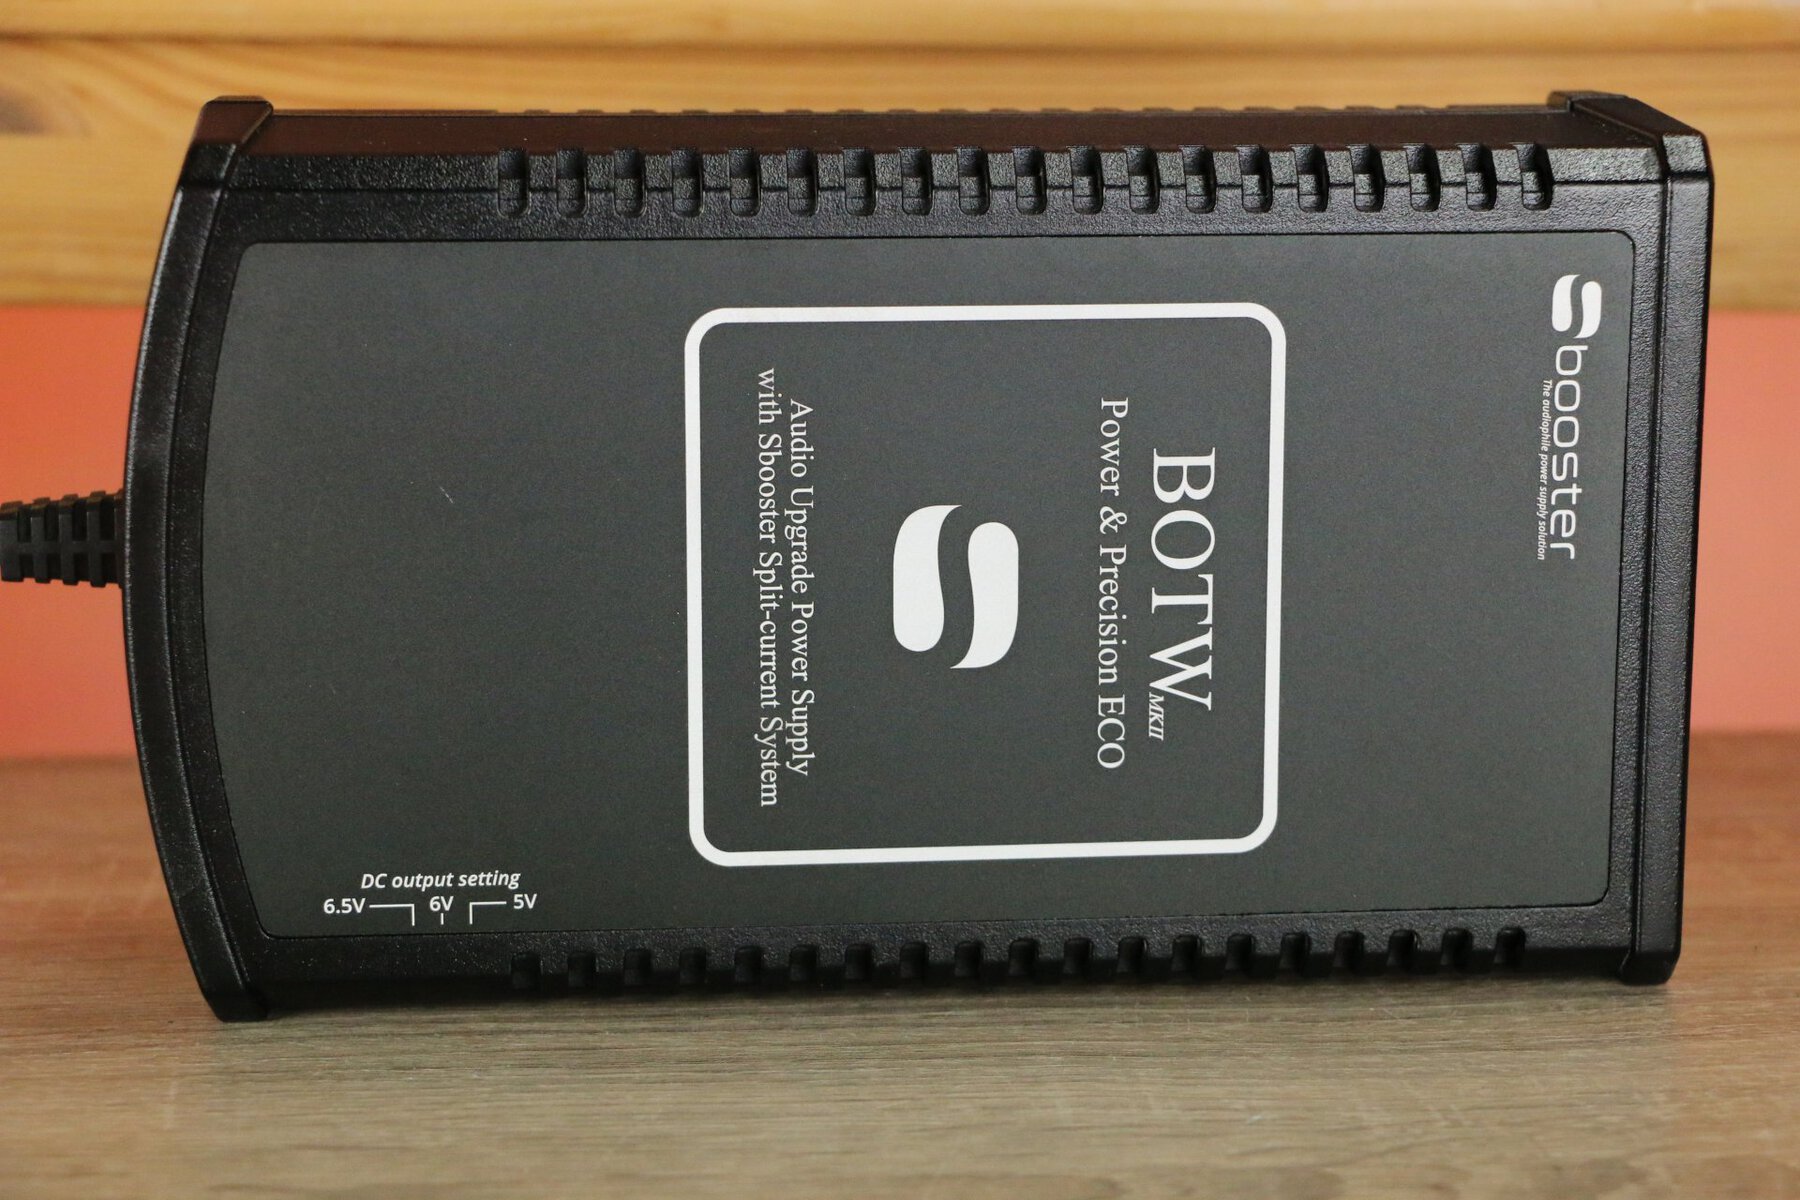 Sbooster
The audiophile power supply solution
BOTW MKII
Power & Precision ECO
Audio Upgrade Power Supply
with Sbooster Split-current System
DC output setting
6.5V 6V 5V